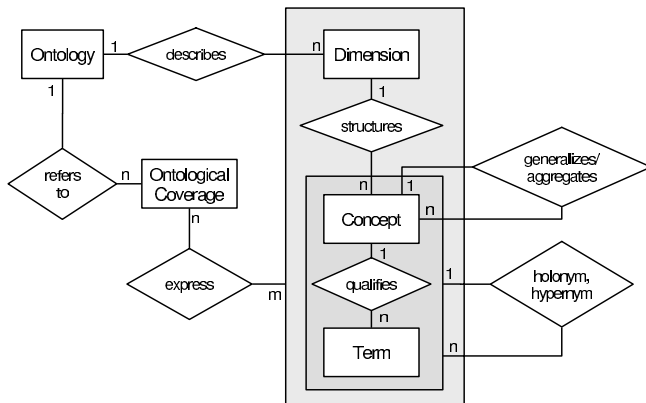 Ontology
1
describes
n
Dimension
1
1
structures
refers
to
n
Ontological
Coverage
n
n
1
generalizes/
aggregates
Concept
n
1
express
m
qualifies
1
holonym,
hypernym
n
Term
n